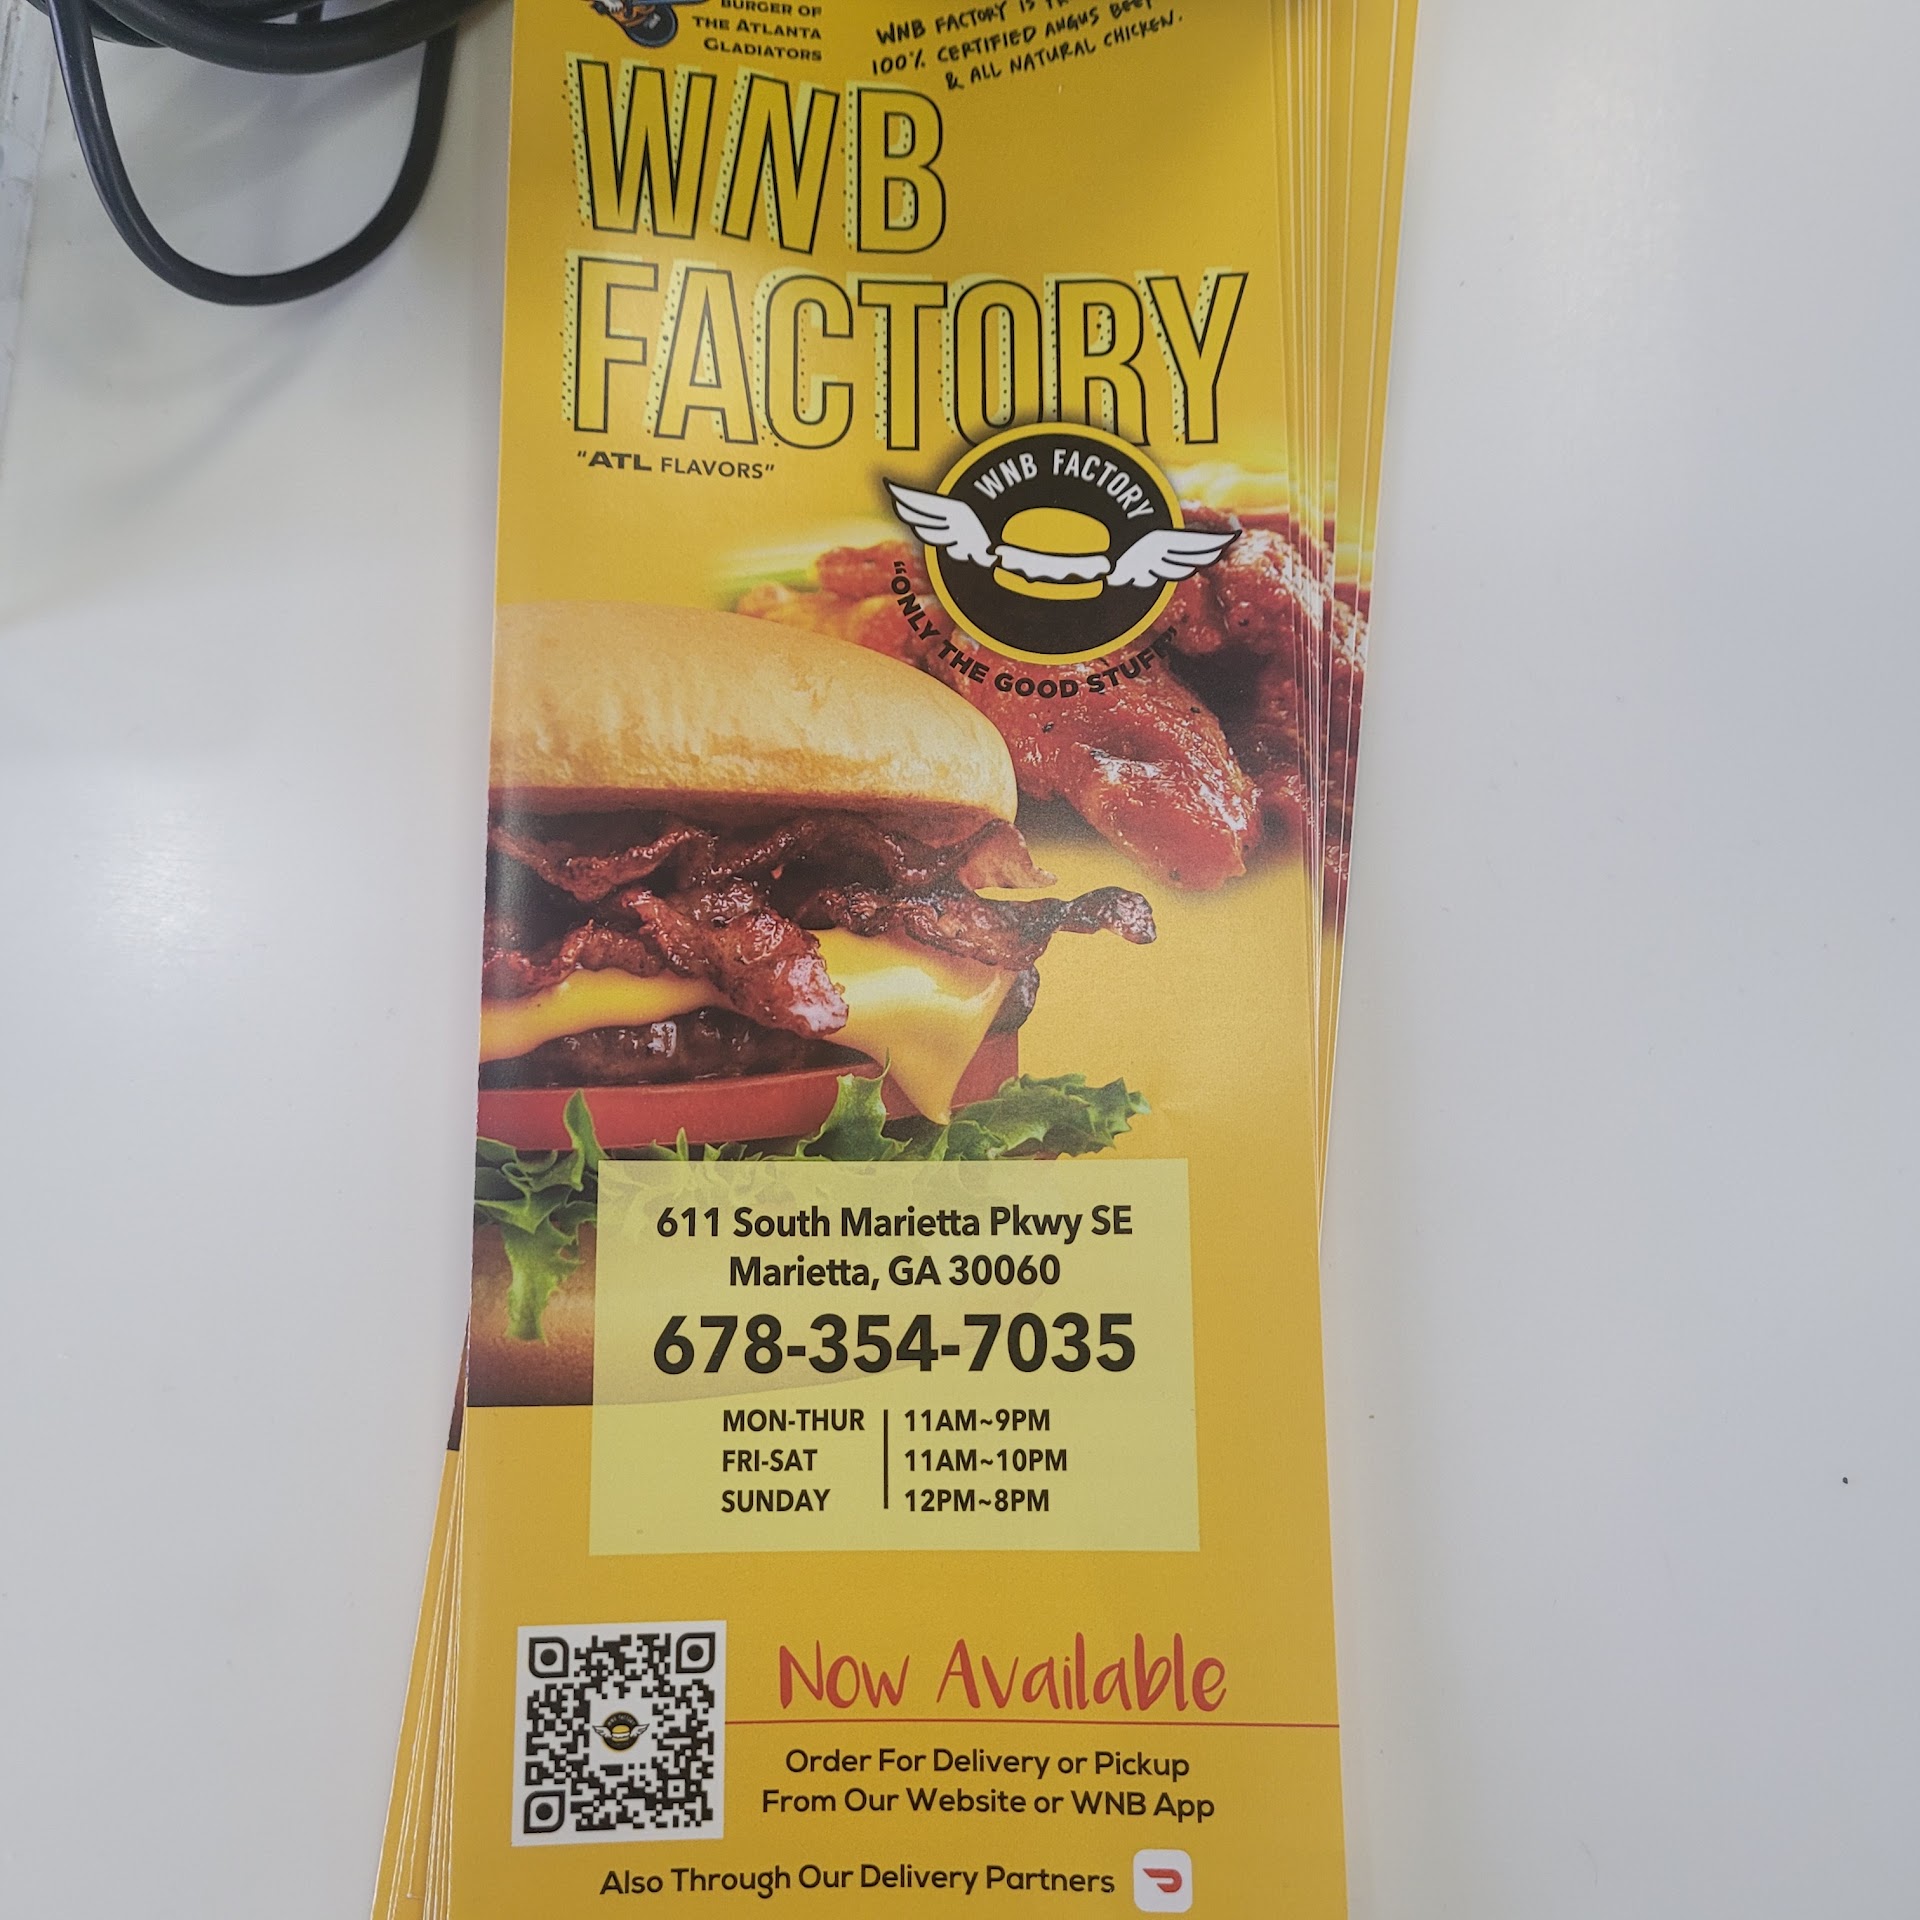 BURGER OF
THE ATLANTA
GLADIATORS
WNB FACTORY IS
100% CERTIFIED ANGUS BEEF
& ALL NATURAL CHICKEN.
WNB
FACTORY
"ATL FLAVORS"
WNB FACTORY
"ONLY THE GOOD STUFF"
611 South Marietta Pkwy SE
Marietta, GA 30060
678-354-7035
MON-THUR 11AM~9PM
FRI-SAT 11AM~10PM
SUNDAY 12PM~8PM
Now Available
Order For Delivery or Pickup
From Our Website or WNB App
Also Through Our Delivery Partners